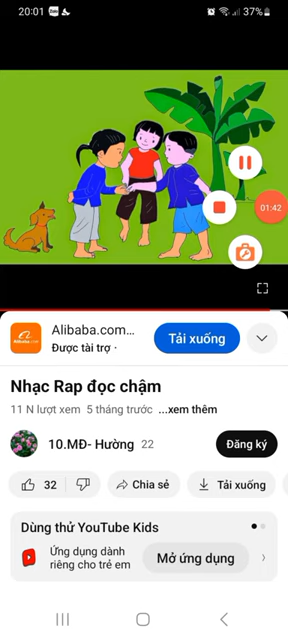 20:01 37%
01:42
Alibaba.com...
Được tài trợ ·
Tải xuống
Nhạc Rap đọc chậm
11 N lượt xem 5 tháng trước ...xem thêm
10.MĐ- Hường 22
Đăng ký
32 Chia sẻ Tải xuống
Dùng thử YouTube Kids
Ứng dụng dành
riêng cho trẻ em
Mở ứng dụng